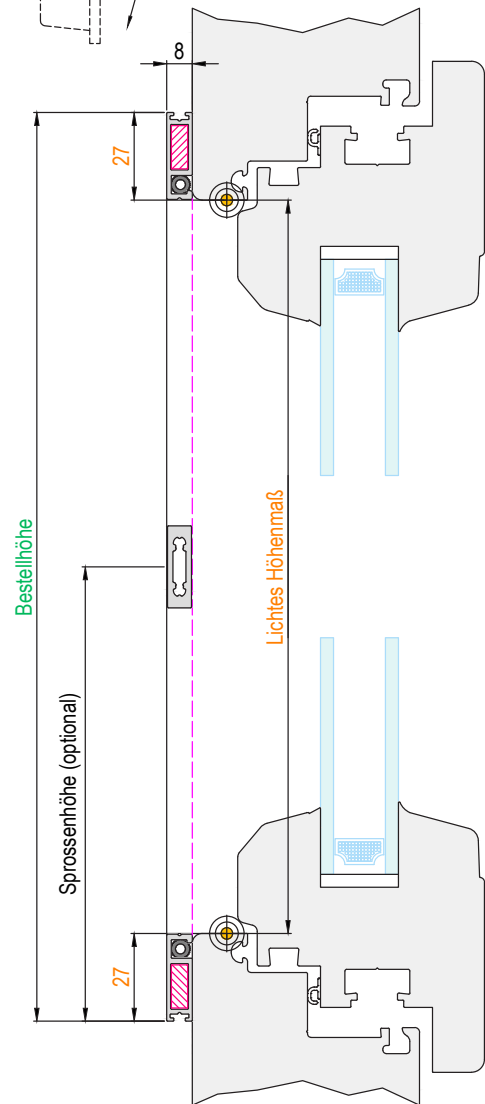 8
27
Bestellhöhe
Lichtes Höhenmaß
Sprossenhöhe (optional)
27